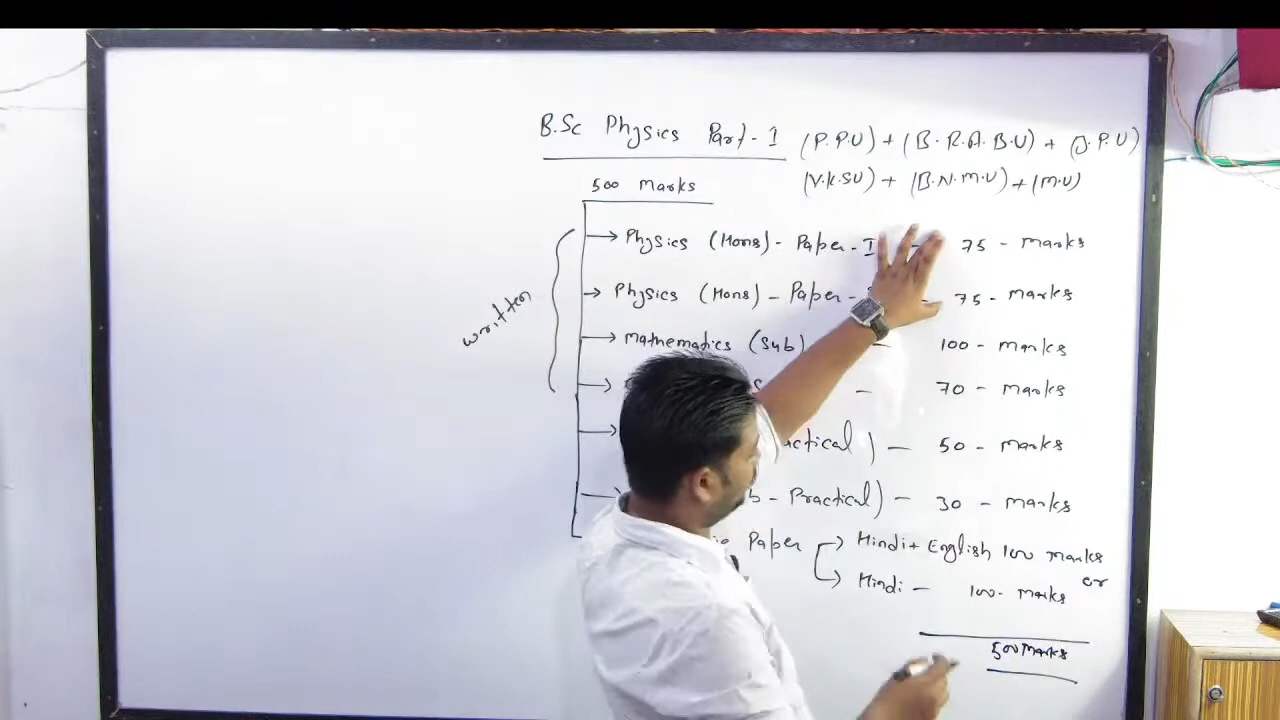 B.Sc Physics Part-I (P.P.U) + (B.R.A.B.U) + (J.P.U)
(V.K.SU) + (B.N.M.U) + (M.U)
500 Marks
Physics (Hons) - Paper - I - 75 - Marks
Physics (Hons) - Paper - - 75 - Marks
Mathematics (Sub) - 100 - Marks
- 70 - Marks
) - 50 - Marks
- Practical) - 30 - Marks
Paper → Hindi + English 100 Marks
or
→ Hindi - 100 - Marks
500 Marks
written